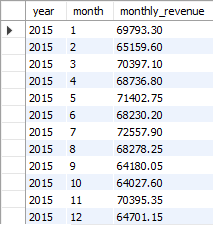 year month monthly_revenue
2015 1 69793.30
2015 2 65159.60
2015 3 70397.10
2015 4 68736.80
2015 5 71402.75
2015 6 68230.20
2015 7 72557.90
2015 8 68278.25
2015 9 64180.05
2015 10 64027.60
2015 11 70395.35
2015 12 64701.15